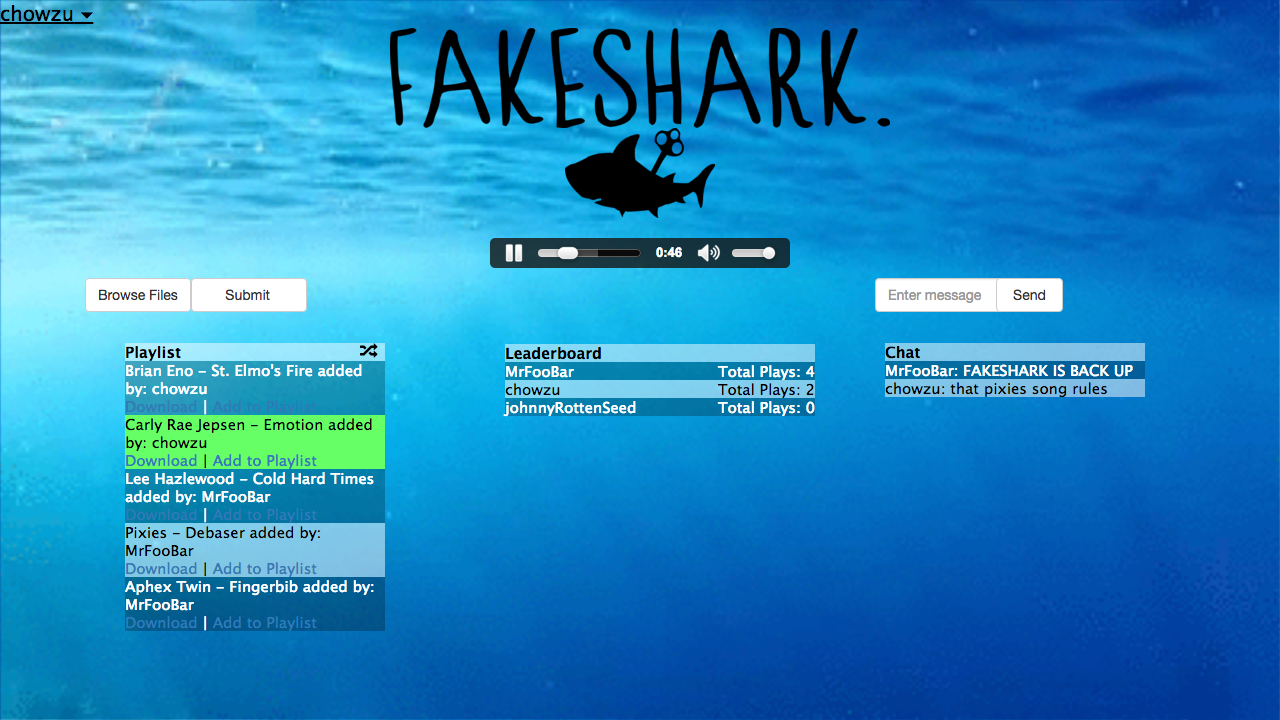 chowzu
FAKESHARK.
0:46
Browse Files
Submit
Enter message
Send
Playlist
Brian Eno – St. Elmo's Fire added
by: chowzu
Download | Add to Playlist
Carly Rae Jepsen – Emotion added
by: chowzu
Download | Add to Playlist
Lee Hazlewood – Cold Hard Times
added by: MrFooBar
Download | Add to Playlist
Pixies – Debaser added by:
MrFooBar
Download | Add to Playlist
Aphex Twin – Fingerbib added by:
MrFooBar
Download | Add to Playlist
Leaderboard
MrFooBar Total Plays: 4
chowzu Total Plays: 2
johnnyRottenSeed Total Plays: 0
Chat
MrFooBar: FAKESHARK IS BACK UP
chowzu: that pixies song rules